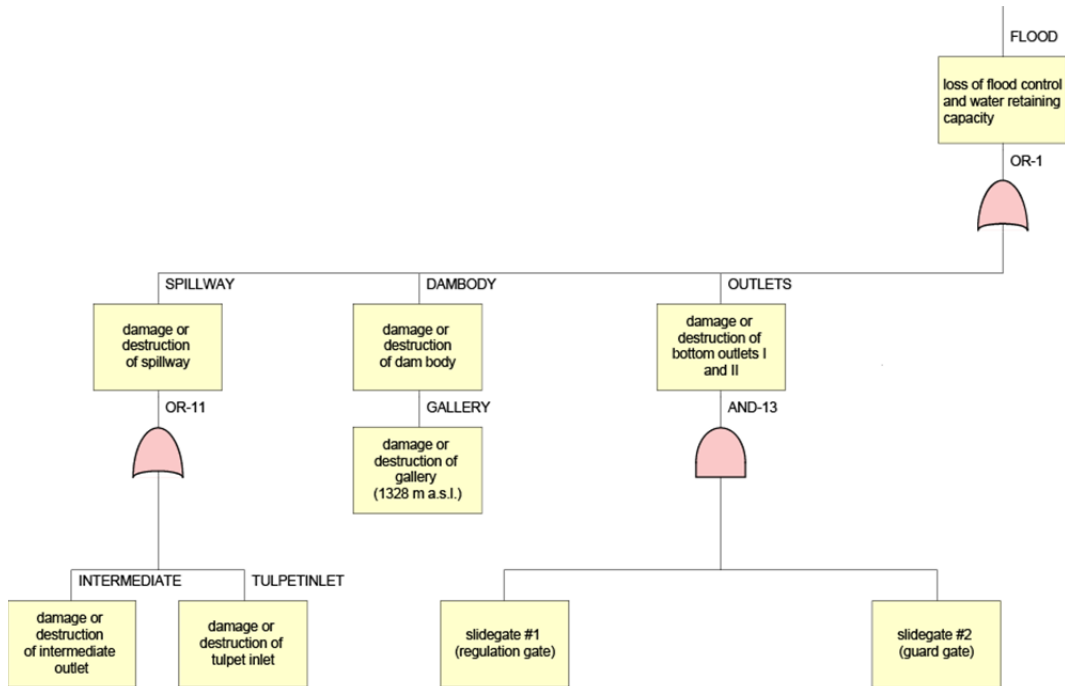 FLOOD
loss of flood control
and water retaining
capacity
OR-1
SPILLWAY
damage or
destruction
of spillway
OR-11
DAMBODY
damage or
destruction
of dam body
GALLERY
damage or
destruction of
gallery
(1328 m a.s.l.)
OUTLETS
damage or
destruction of
bottom outlets I
and II
AND-13
INTERMEDIATE
damage or
destruction
of intermediate
outlet
TULPETINLET
damage or
destruction of
tulpet inlet
slidegate #1
(regulation gate)
slidegate #2
(guard gate)